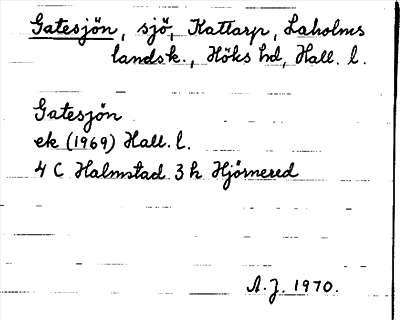 Gatesjön, sjö, Kattarp, Laholms
landsk., Höks hd, Hall. l.
Gatesjön
ek (1969) Hall. l.
4 C Halmstad 3 h Hjörnered
A.J. 1970.